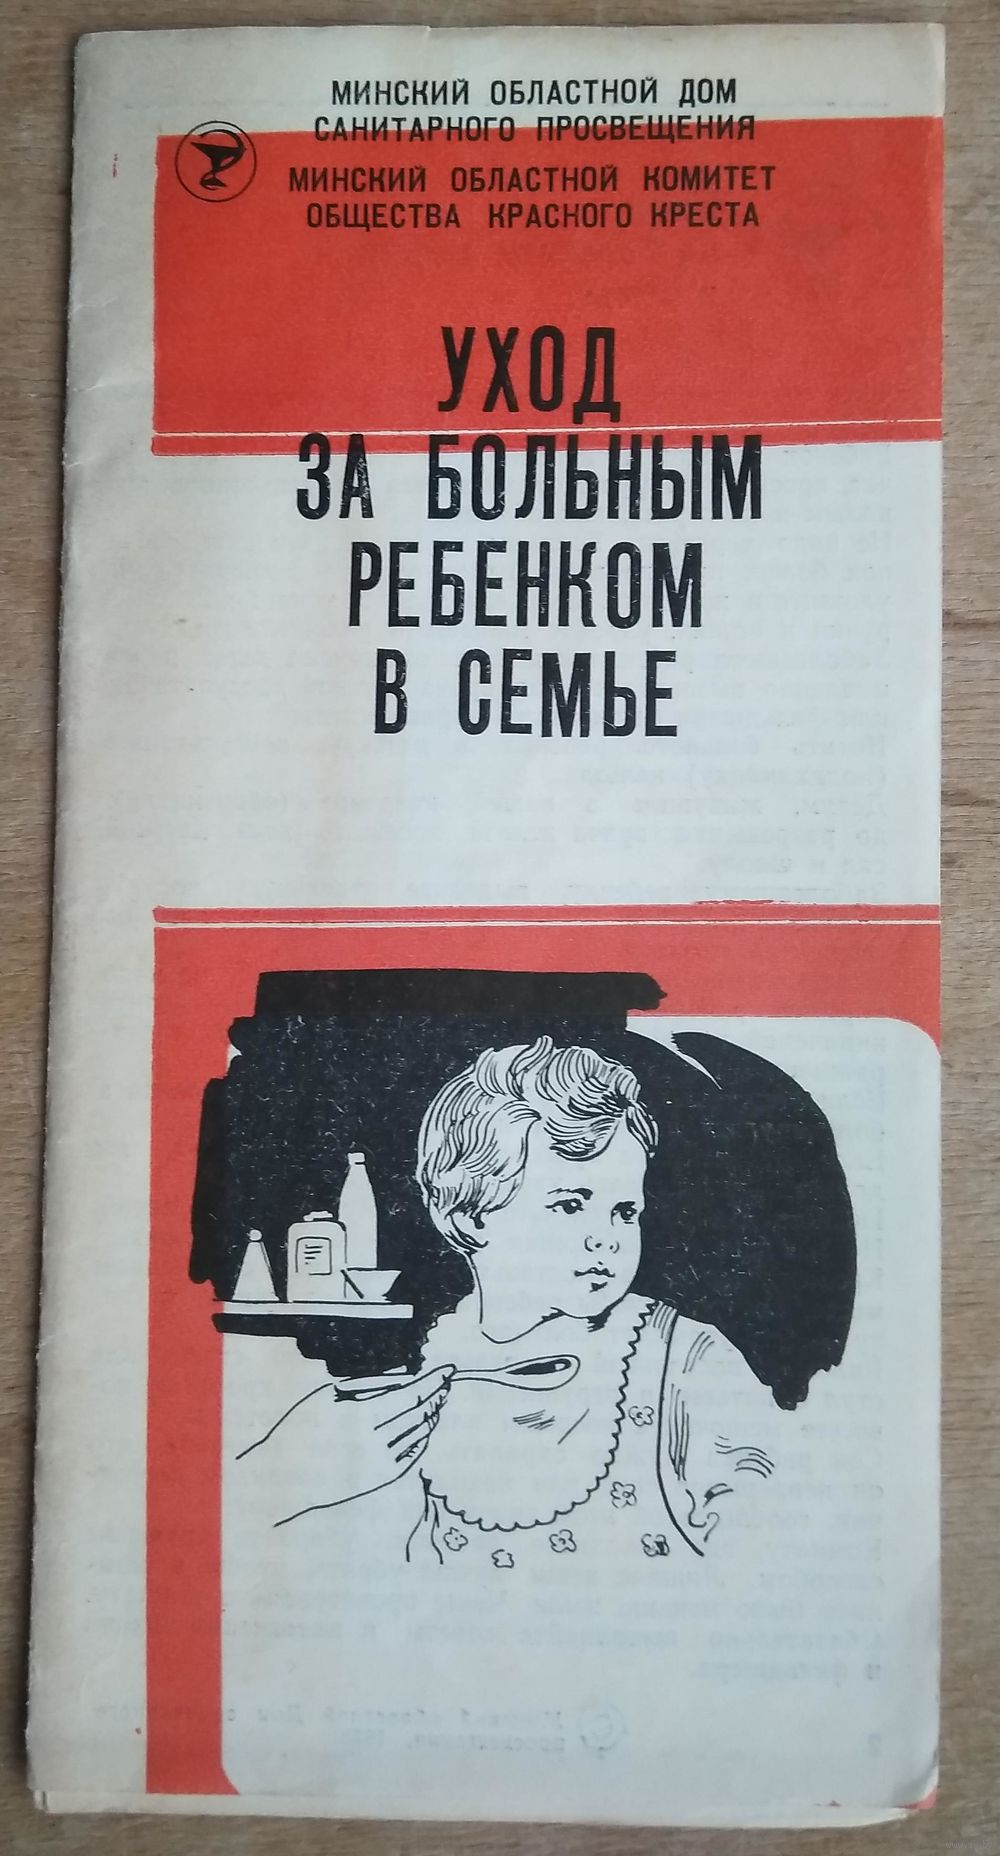 МИНСКИЙ ОБЛАСТНОЙ ДОМ
САНИТАРНОГО ПРОСВЕЩЕНИЯ
МИНСКИЙ ОБЛАСТНОЙ КОМИТЕТ
ОБЩЕСТВА КРАСНОГО КРЕСТА
УХОД
ЗА БОЛЬНЫМ
РЕБЕНКОМ
В СЕМЬЕ